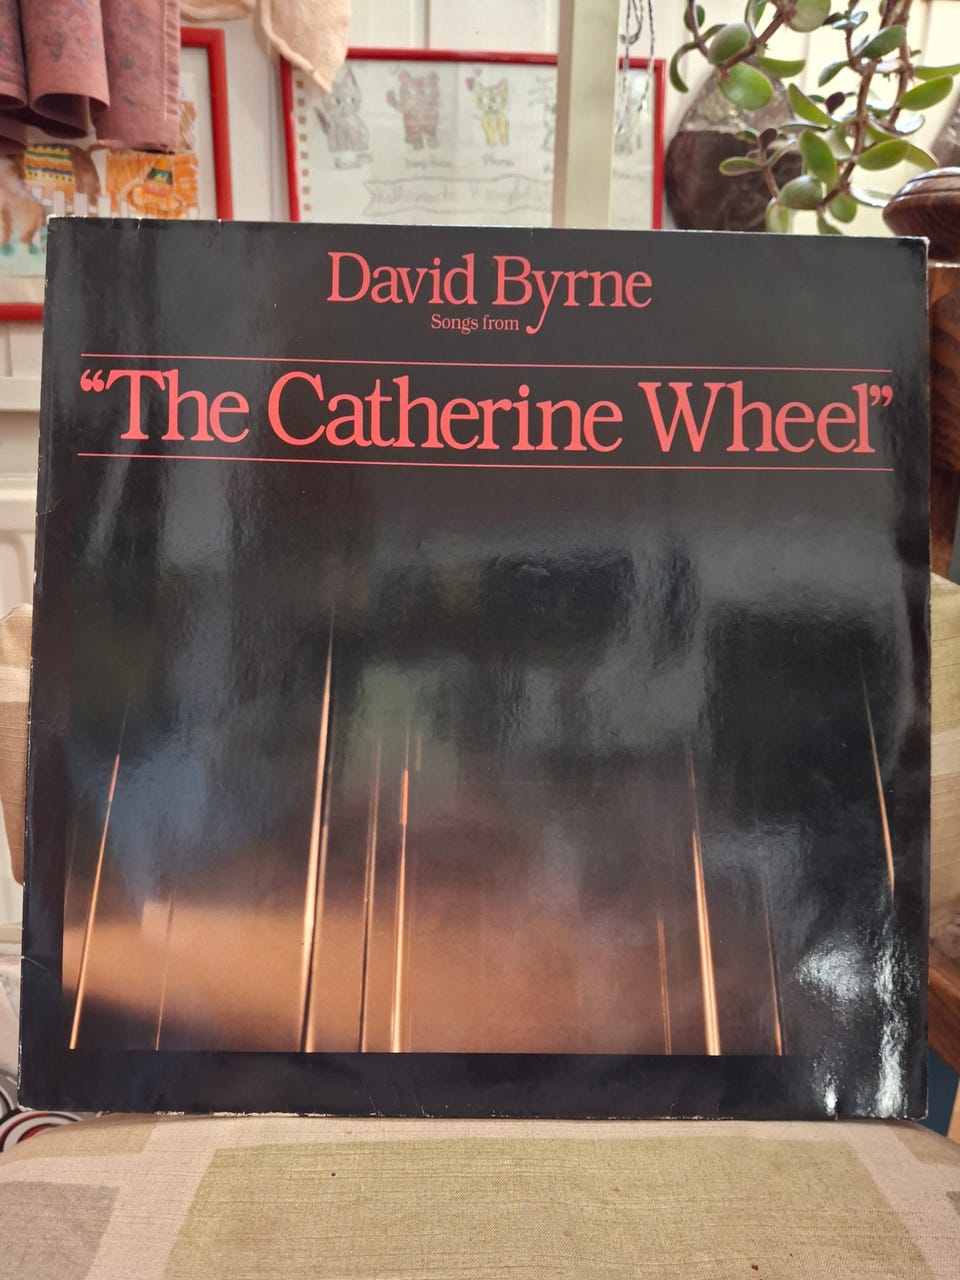 David Byrne
Songs from
“The Catherine Wheel”